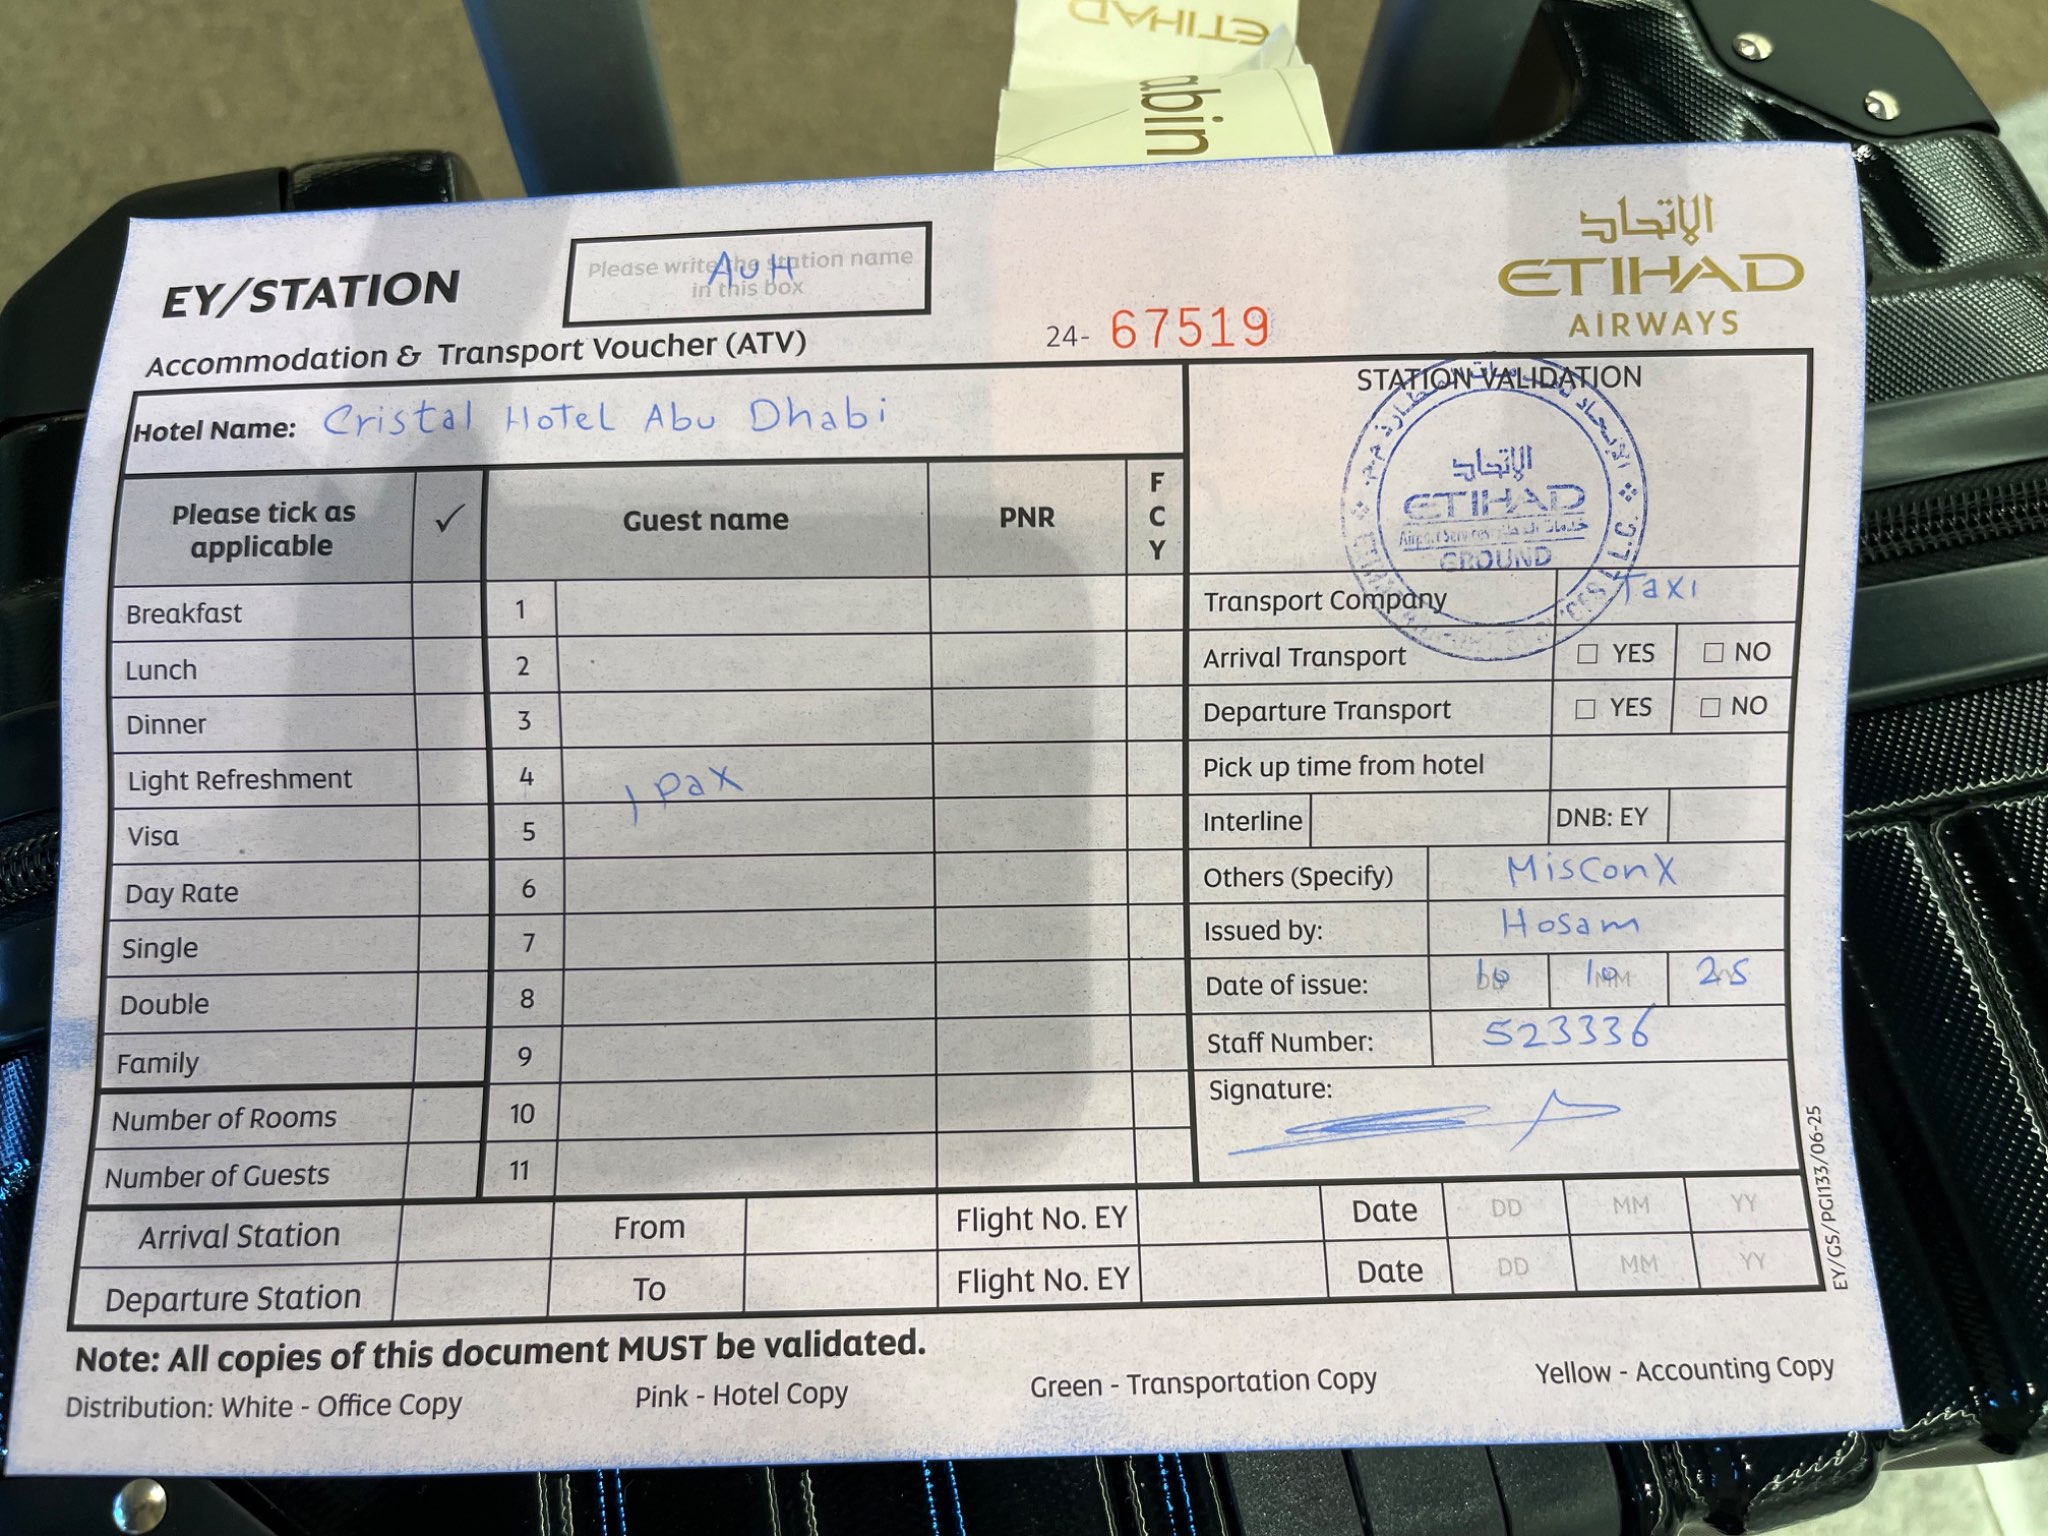 ETIHAD
abin
EY/STATION
Please write the station name
in this box
AUH
24- 67519
الإتحاد
ETIHAD
AIRWAYS
Accommodation & Transport Voucher (ATV)
Hotel Name: Cristal Hotel Abu Dhabi
STATION VALIDATION
الإتحاد
ETIHAD
Airport Services
GROUND
L.L.C.
Please tick as
applicable
✓
Guest name
PNR
F
C
Y
Breakfast 1
Lunch 2
Dinner 3
Light Refreshment 4 1 Pax
Visa 5
Day Rate 6
Single 7
Double 8
Family 9
Number of Rooms 10
Number of Guests 11
Transport Company Taxi
Arrival Transport ☐ YES ☐ NO
Departure Transport ☐ YES ☐ NO
Pick up time from hotel
Interline DNB: EY
Others (Specify) MisconX
Issued by: Hosam
Date of issue: 10 10 25
Staff Number: 523336
Signature:
Arrival Station From Flight No. EY Date DD MM YY
Departure Station To Flight No. EY Date DD MM YY
EY/GS/PGI133/06-25
Note: All copies of this document MUST be validated.
Distribution: White - Office Copy Pink - Hotel Copy Green - Transportation Copy Yellow - Accounting Copy